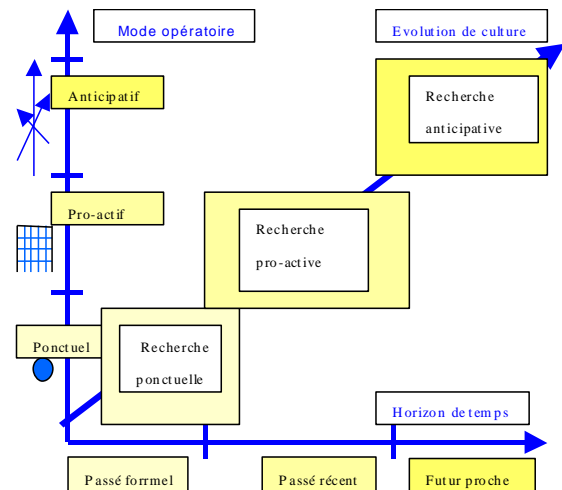 Mode opératoire
Evolution de culture
Anticipatif
Recherche
anticipative
Pro-actif
Recherche
pro-active
Ponctuel
Recherche
ponctuelle
Horizon de temps
Passé forrmel
Passé récent
Futur proche